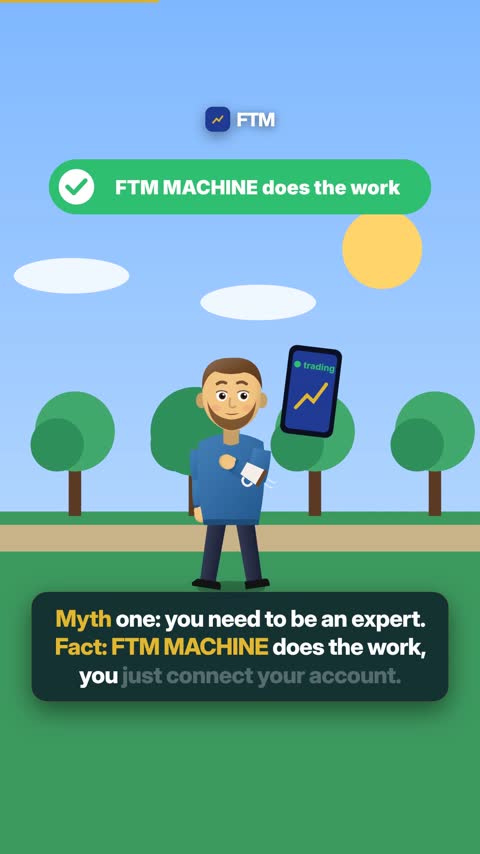 FTM
FTM MACHINE does the work
trading
Myth one: you need to be an expert.
Fact: FTM MACHINE does the work,
you just connect your account.